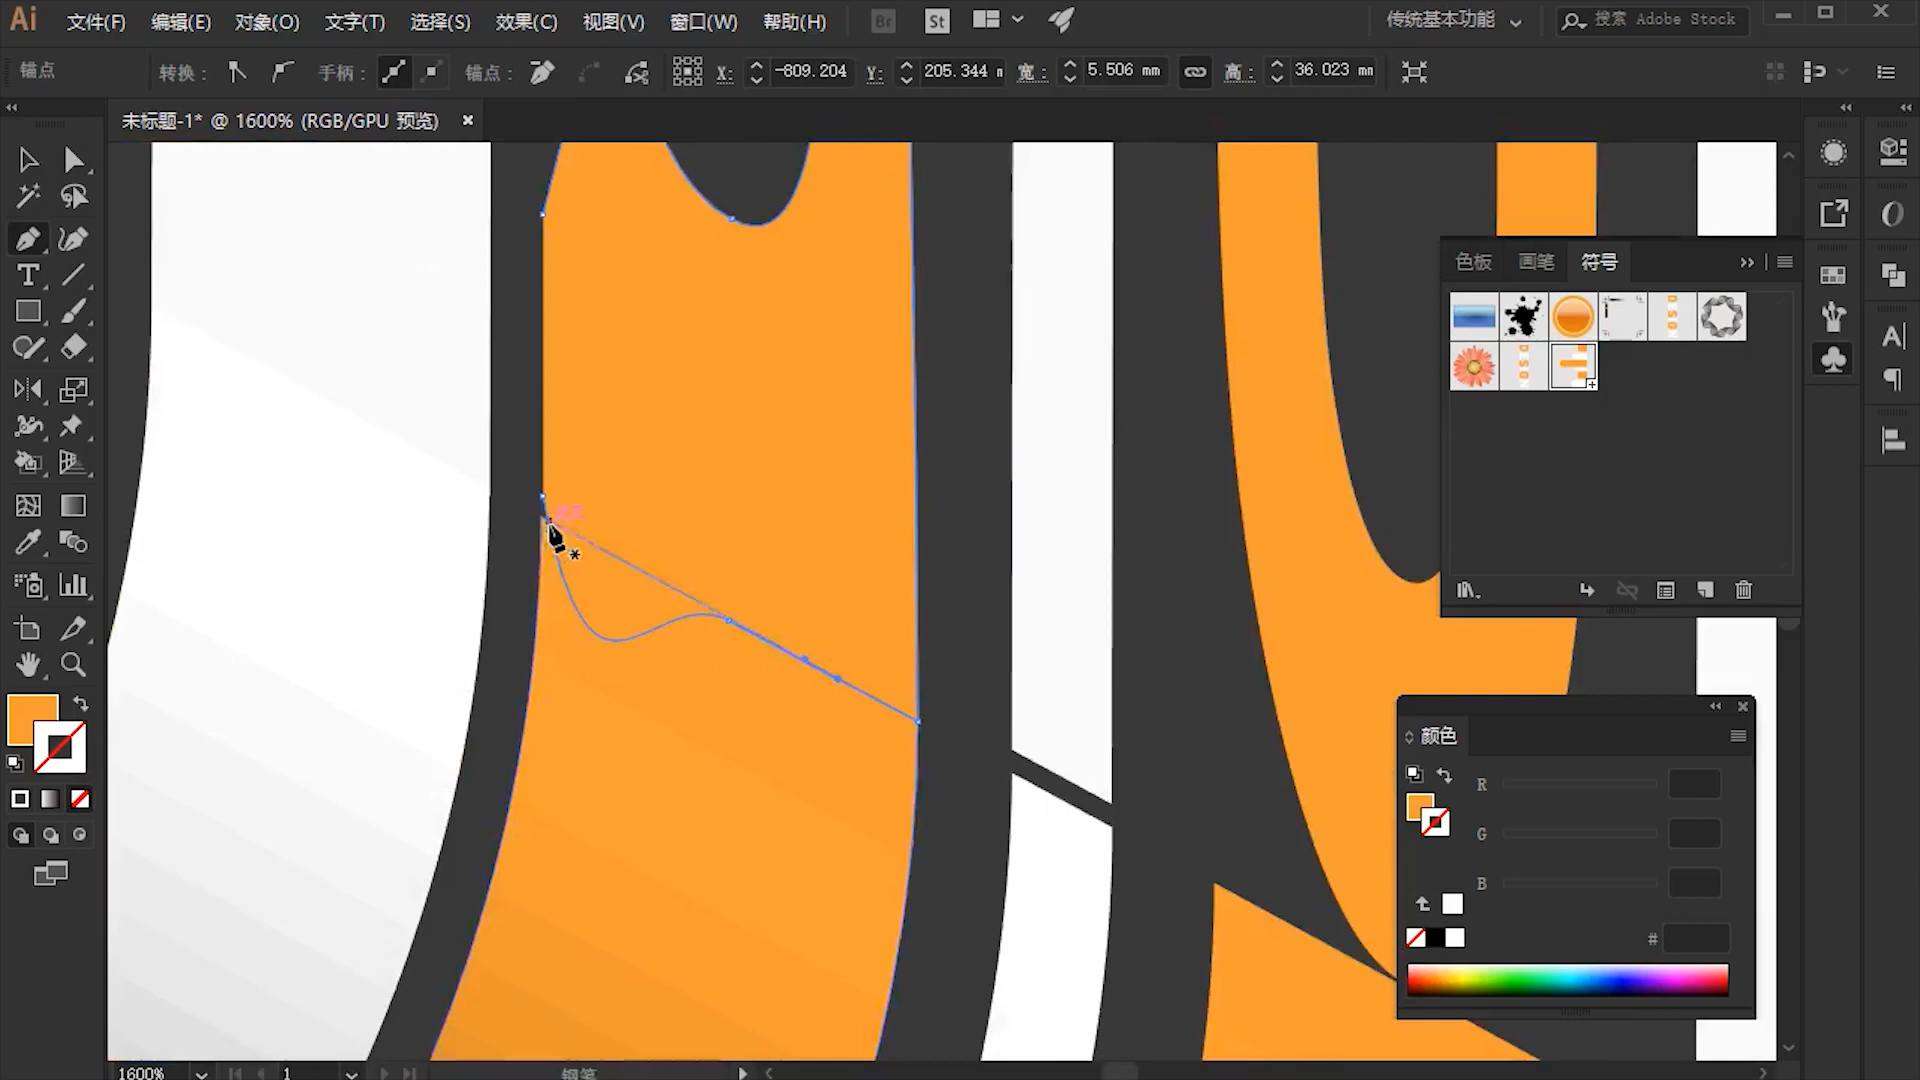 Ai 文件(F) 编辑(E) 对象(O) 文字(T) 选择(S) 效果(C) 视图(V) 窗口(W) 帮助(H) Br St 传统基本功能 搜索 Adobe Stock
锚点 转换: 手柄: 锚点: X: -809.204 Y: 205.344 宽: 5.506 mm 高: 36.023 mm
未标题-1* @ 1600% (RGB/GPU 预览)
色板 画笔 符号
颜色
R
G
B
#
1600% 1 钢笔